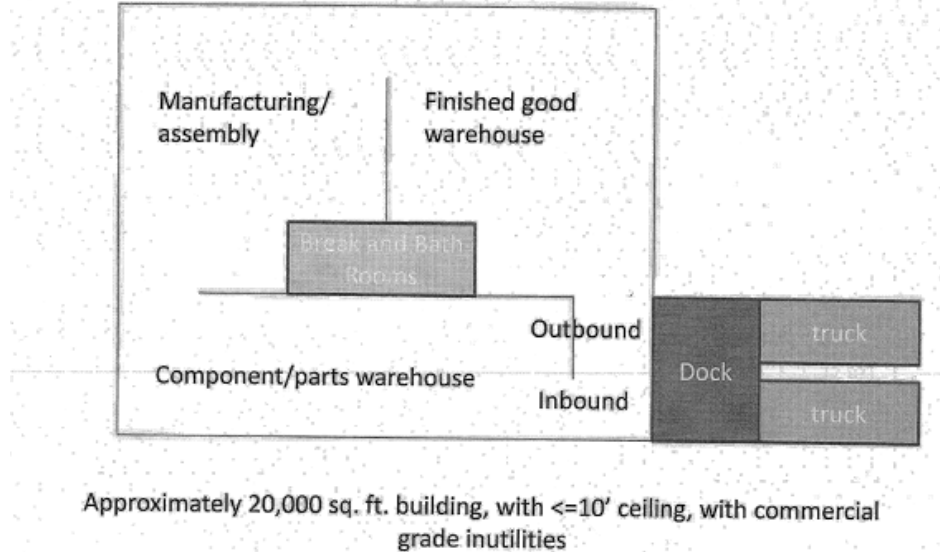 Manufacturing/
assembly
Finished good
warehouse
Break and Bath
Rooms
Outbound
truck
Component/parts warehouse
Dock
Inbound
truck
Approximately 20,000 sq. ft. building, with <=10' ceiling, with commercial
grade inutilities